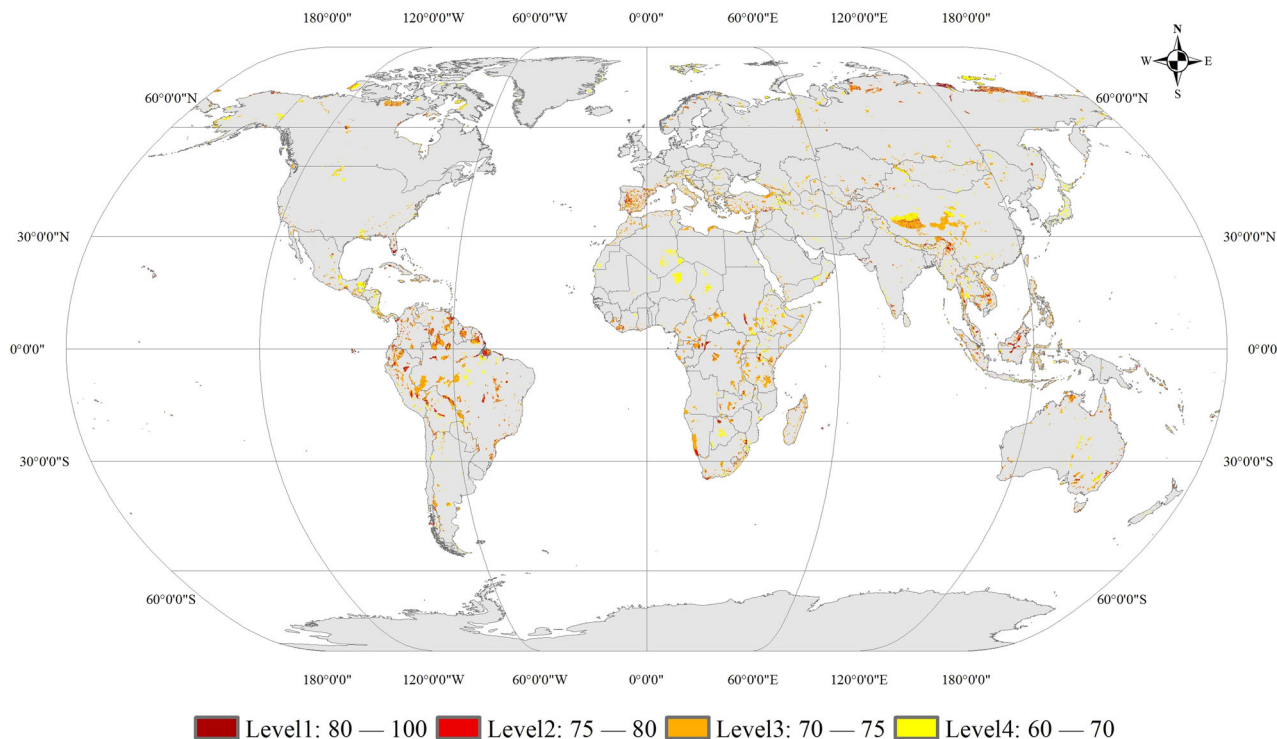 180°0'0" 120°0'0"W 60°0'0"W 0°0'0" 60°0'0"E 120°0'0"E 180°0'0"
N
W E
S
60°0'0"N 60°0'0"N
30°0'0"N 30°0'0"N
0°0'0" 0°0'0
30°0'0"S 30°0'0"S
60°0'0"S 60°0'0"S
180°0'0" 120°0'0"W 60°0'0"W 0°0'0" 60°0'0"E 120°0'0"E 180°0'0"
Level1: 80 — 100 Level2: 75 — 80 Level3: 70 — 75 Level4: 60 — 70